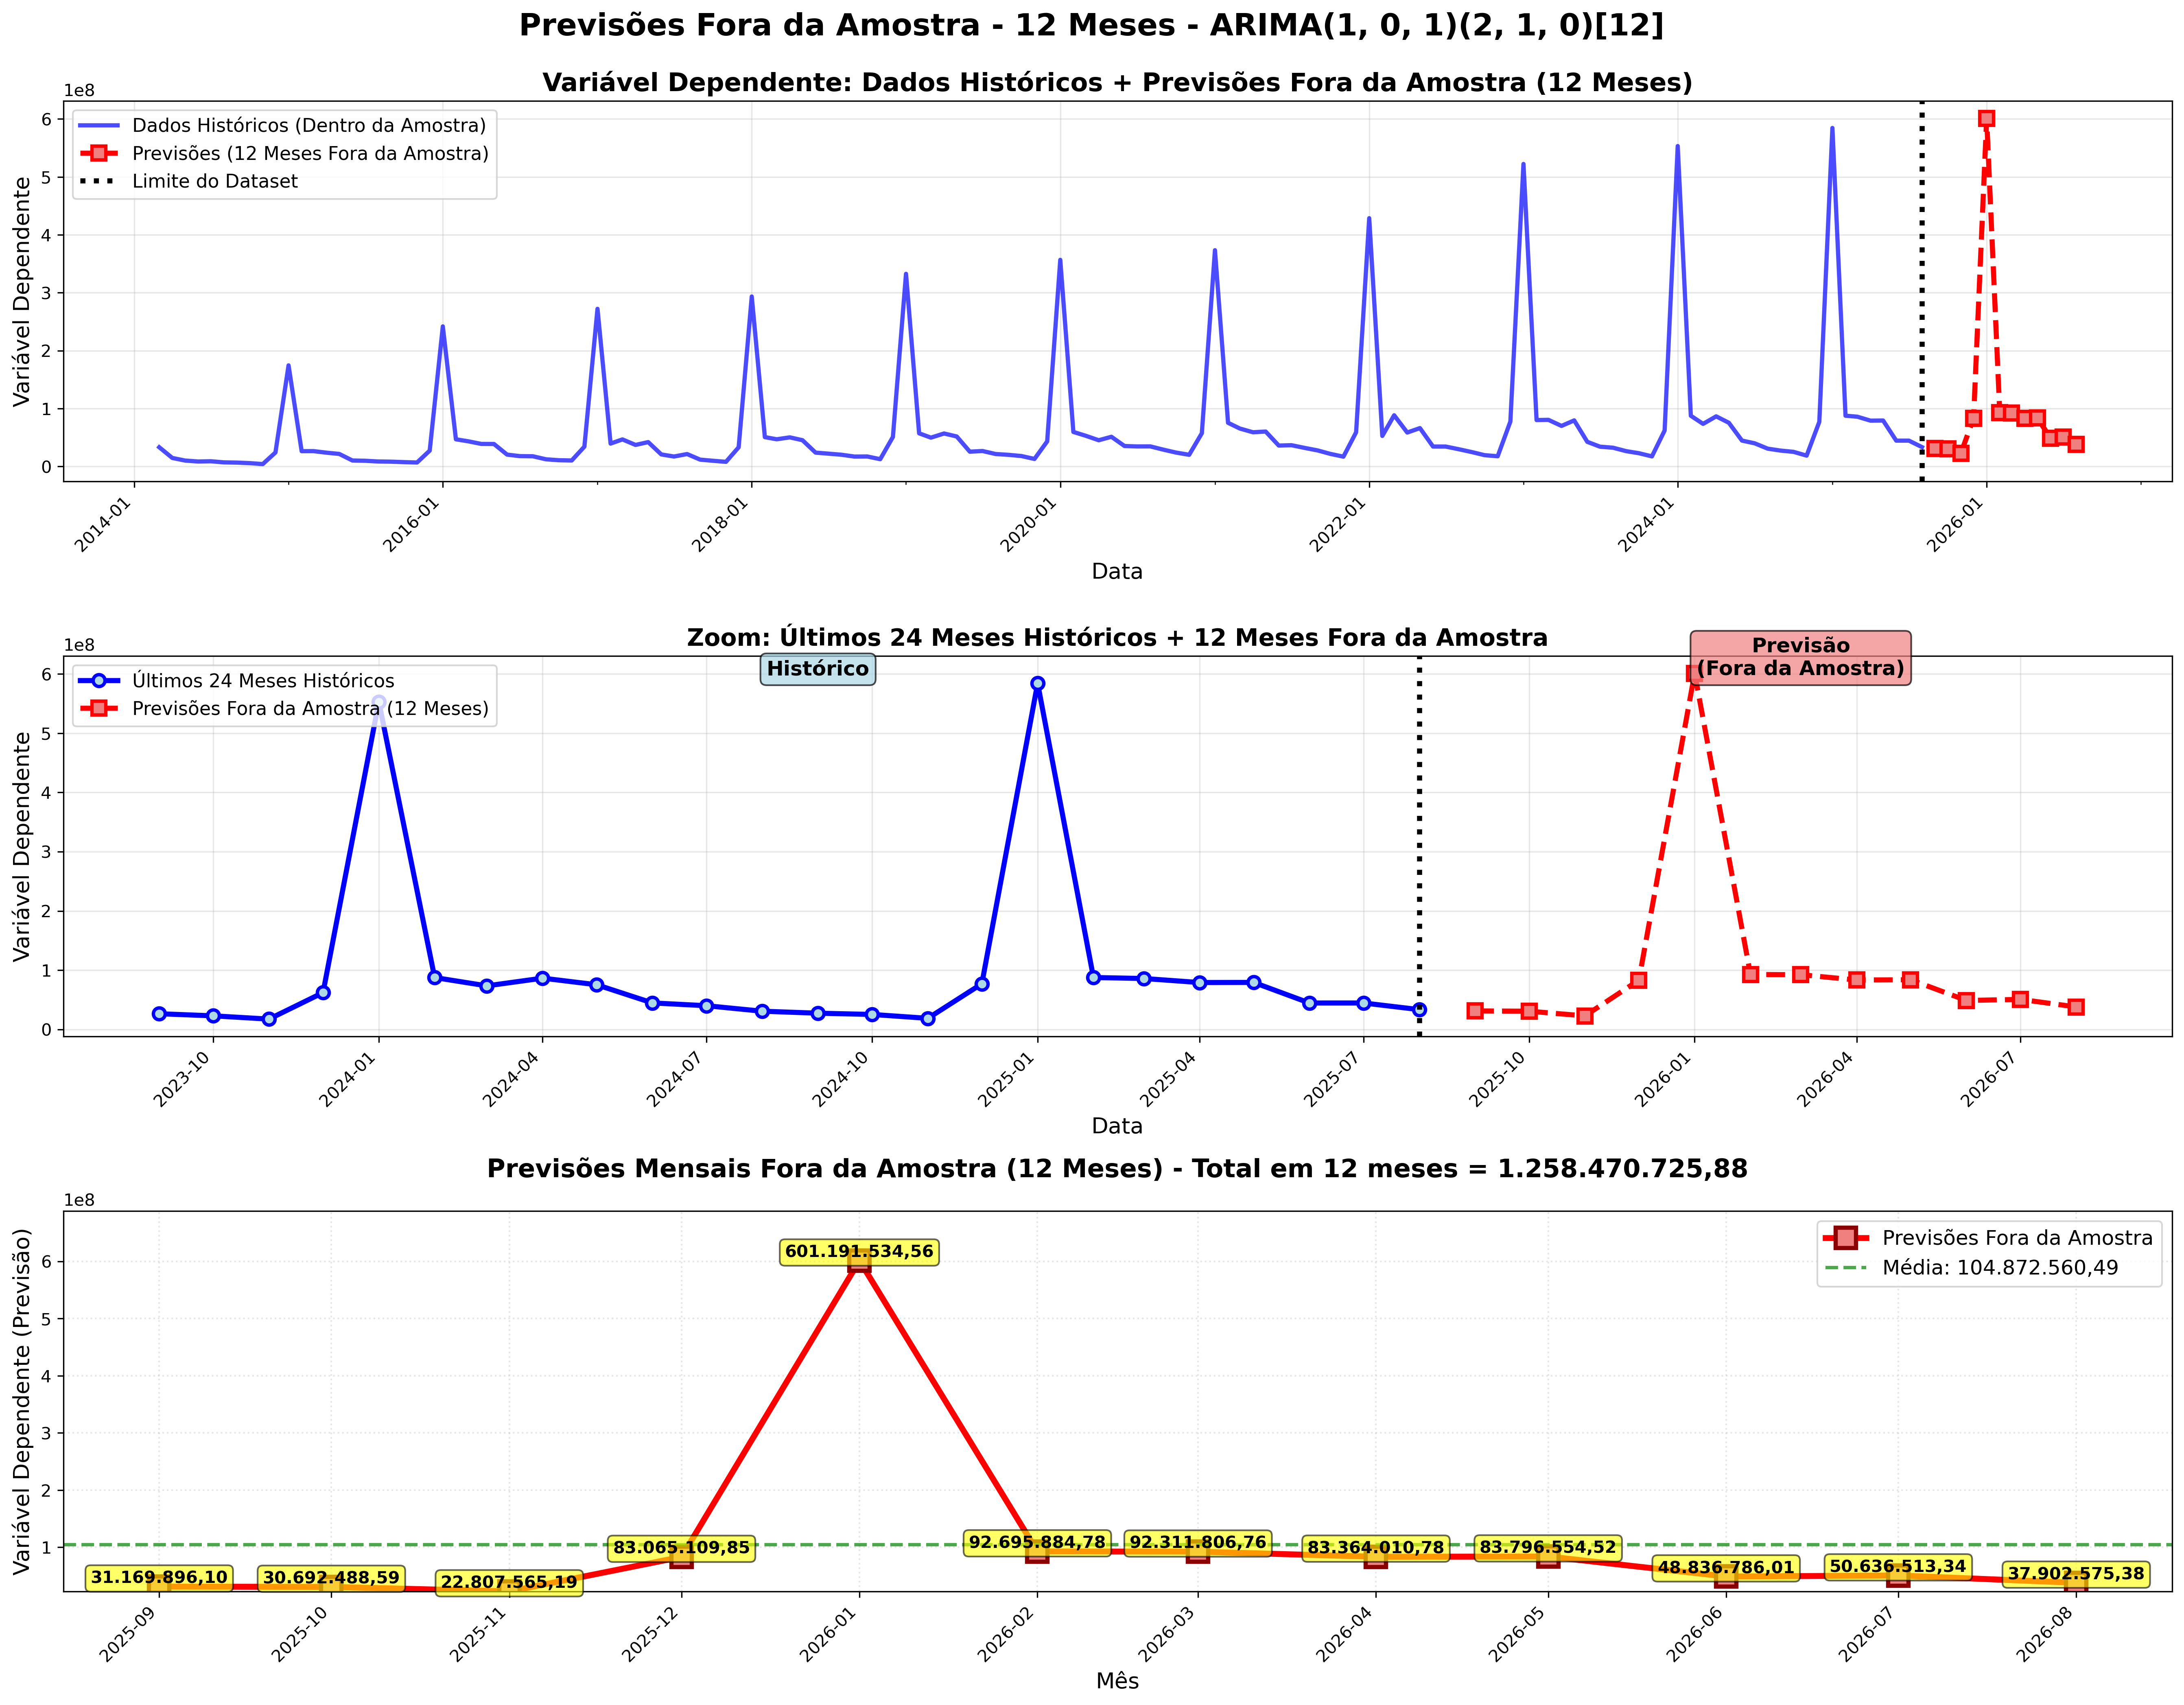 Previsões Fora da Amostra - 12 Meses - ARIMA(1, 0, 1)(2, 1, 0)[12]
Variável Dependente: Dados Históricos + Previsões Fora da Amostra (12 Meses)
1e8
Dados Históricos (Dentro da Amostra)
Previsões (12 Meses Fora da Amostra)
Limite do Dataset
Variável Dependente
6
5
4
3
2
1
0
2014-01
2016-01
2018-01
2020-01
2022-01
2024-01
2026-01
Data
Zoom: Últimos 24 Meses Históricos + 12 Meses Fora da Amostra
1e8
Últimos 24 Meses Históricos
Previsões Fora da Amostra (12 Meses)
Histórico
Previsão
(Fora da Amostra)
Variável Dependente
6
5
4
3
2
1
0
2023-10
2024-01
2024-04
2024-07
2024-10
2025-01
2025-04
2025-07
2025-10
2026-01
2026-04
2026-07
Data
Previsões Mensais Fora da Amostra (12 Meses) - Total em 12 meses = 1.258.470.725,88
1e8
Previsões Fora da Amostra
Média: 104.872.560,49
Variável Dependente (Previsão)
6
5
4
3
2
1
31.169.896,10
30.692.488,59
22.807.565,19
83.065.109,85
601.191.534,56
92.695.884,78
92.311.806,76
83.364.010,78
83.796.554,52
48.836.786,01
50.636.513,34
37.902.575,38
2025-09
2025-10
2025-11
2025-12
2026-01
2026-02
2026-03
2026-04
2026-05
2026-06
2026-07
2026-08
Mês